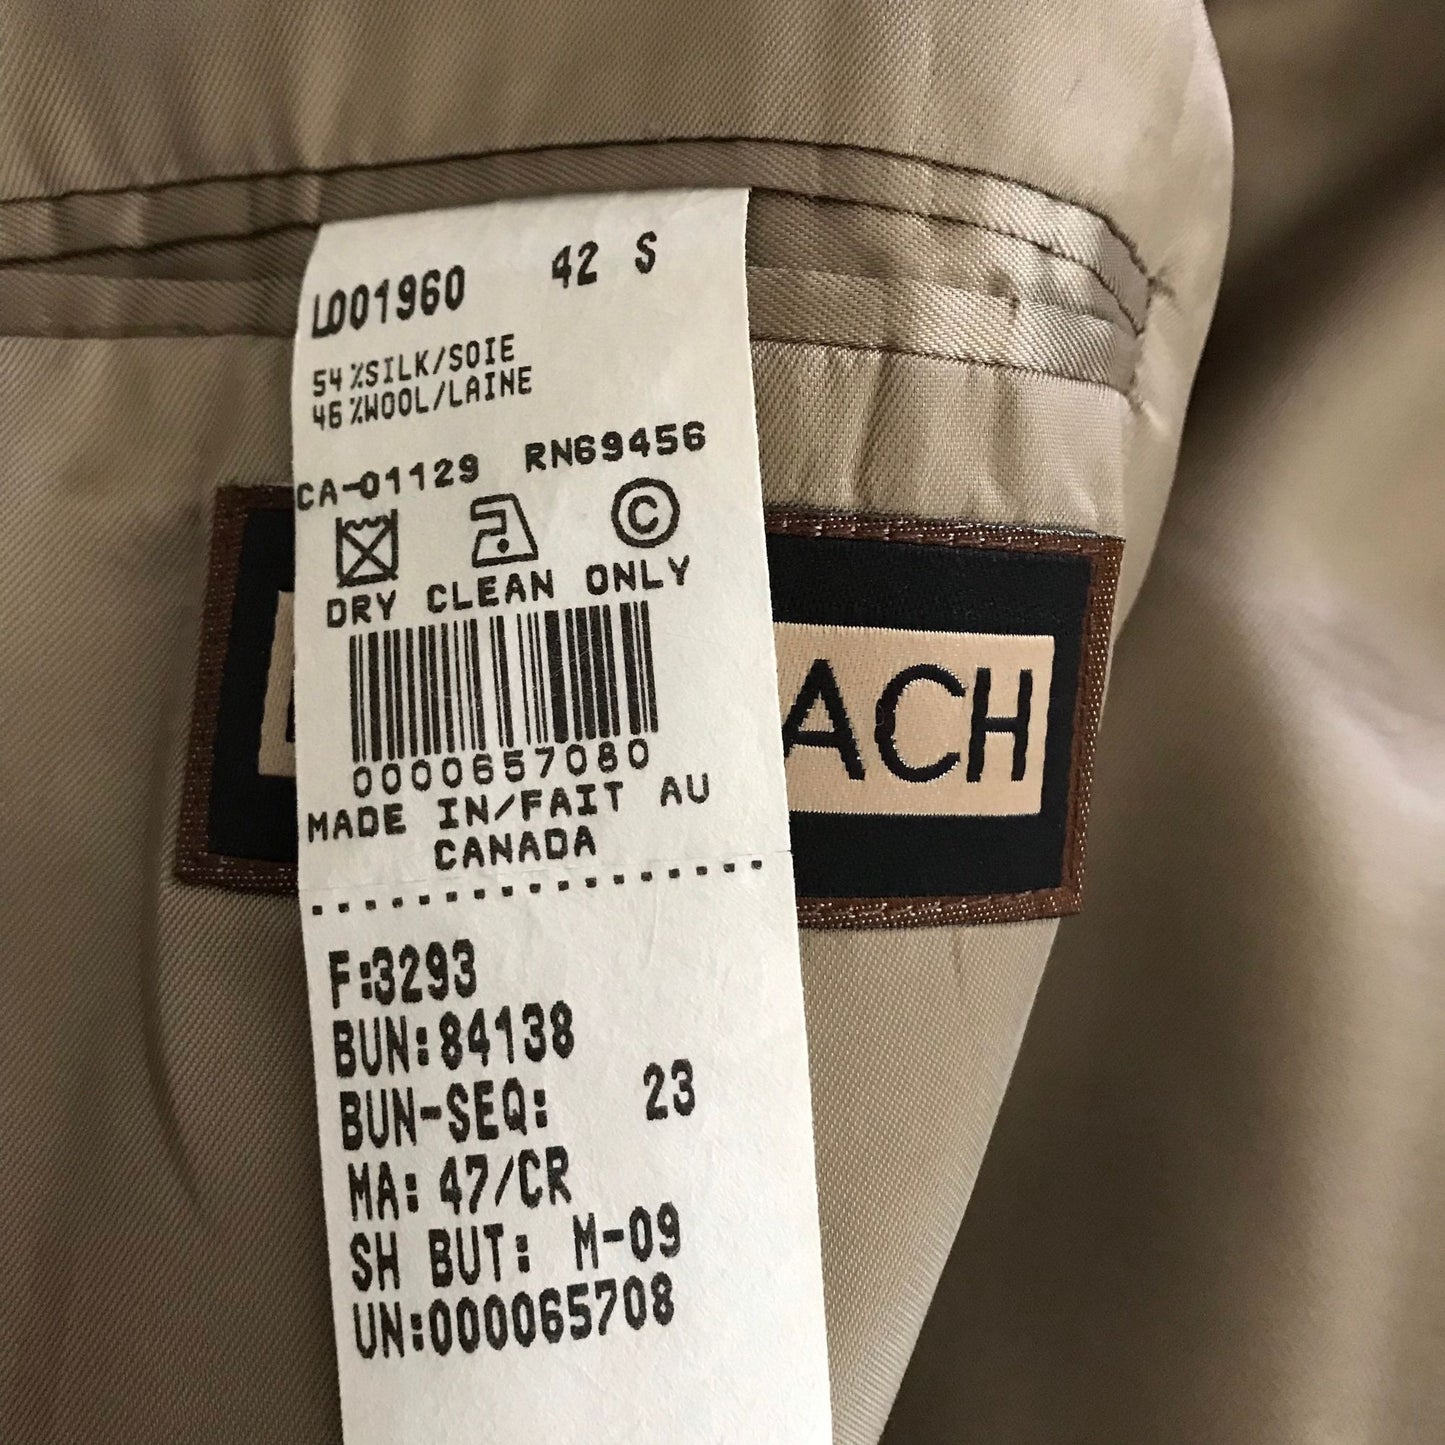 L001960 42 S
54%SILK/SOIE
46%WOOL/LAINE
CA-01129 RN69456
©
DRY CLEAN ONLY
0000657080
MADE IN/FAIT AU
CANADA
F:3293
BUN:84138
BUN-SEQ: 23
MA:47/CR
SH BUT: M-09
UN:000065708
ACH